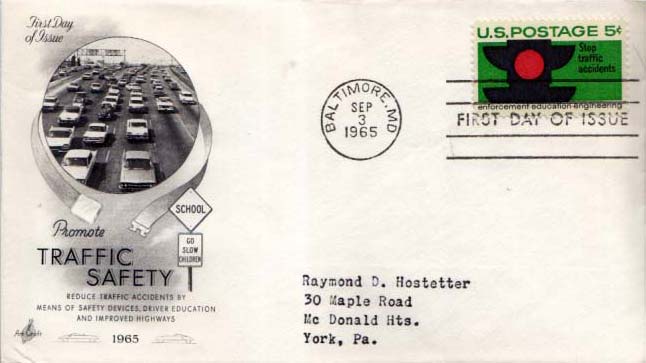 First Day
of Issue
U.S. POSTAGE 5¢
Stop
traffic
accidents
enforcement education engineering
BALTIMORE, MD
SEP
3
1965
FIRST DAY OF ISSUE
SCHOOL
GO
SLOW
CHILDREN
Promote
TRAFFIC
SAFETY
REDUCE TRAFFIC ACCIDENTS BY
MEANS OF SAFETY DEVICES, DRIVER EDUCATION
AND IMPROVED HIGHWAYS
ArtCraft
1965
Raymond D. Hostetter
30 Maple Road
Mc Donald Hts.
York, Pa.